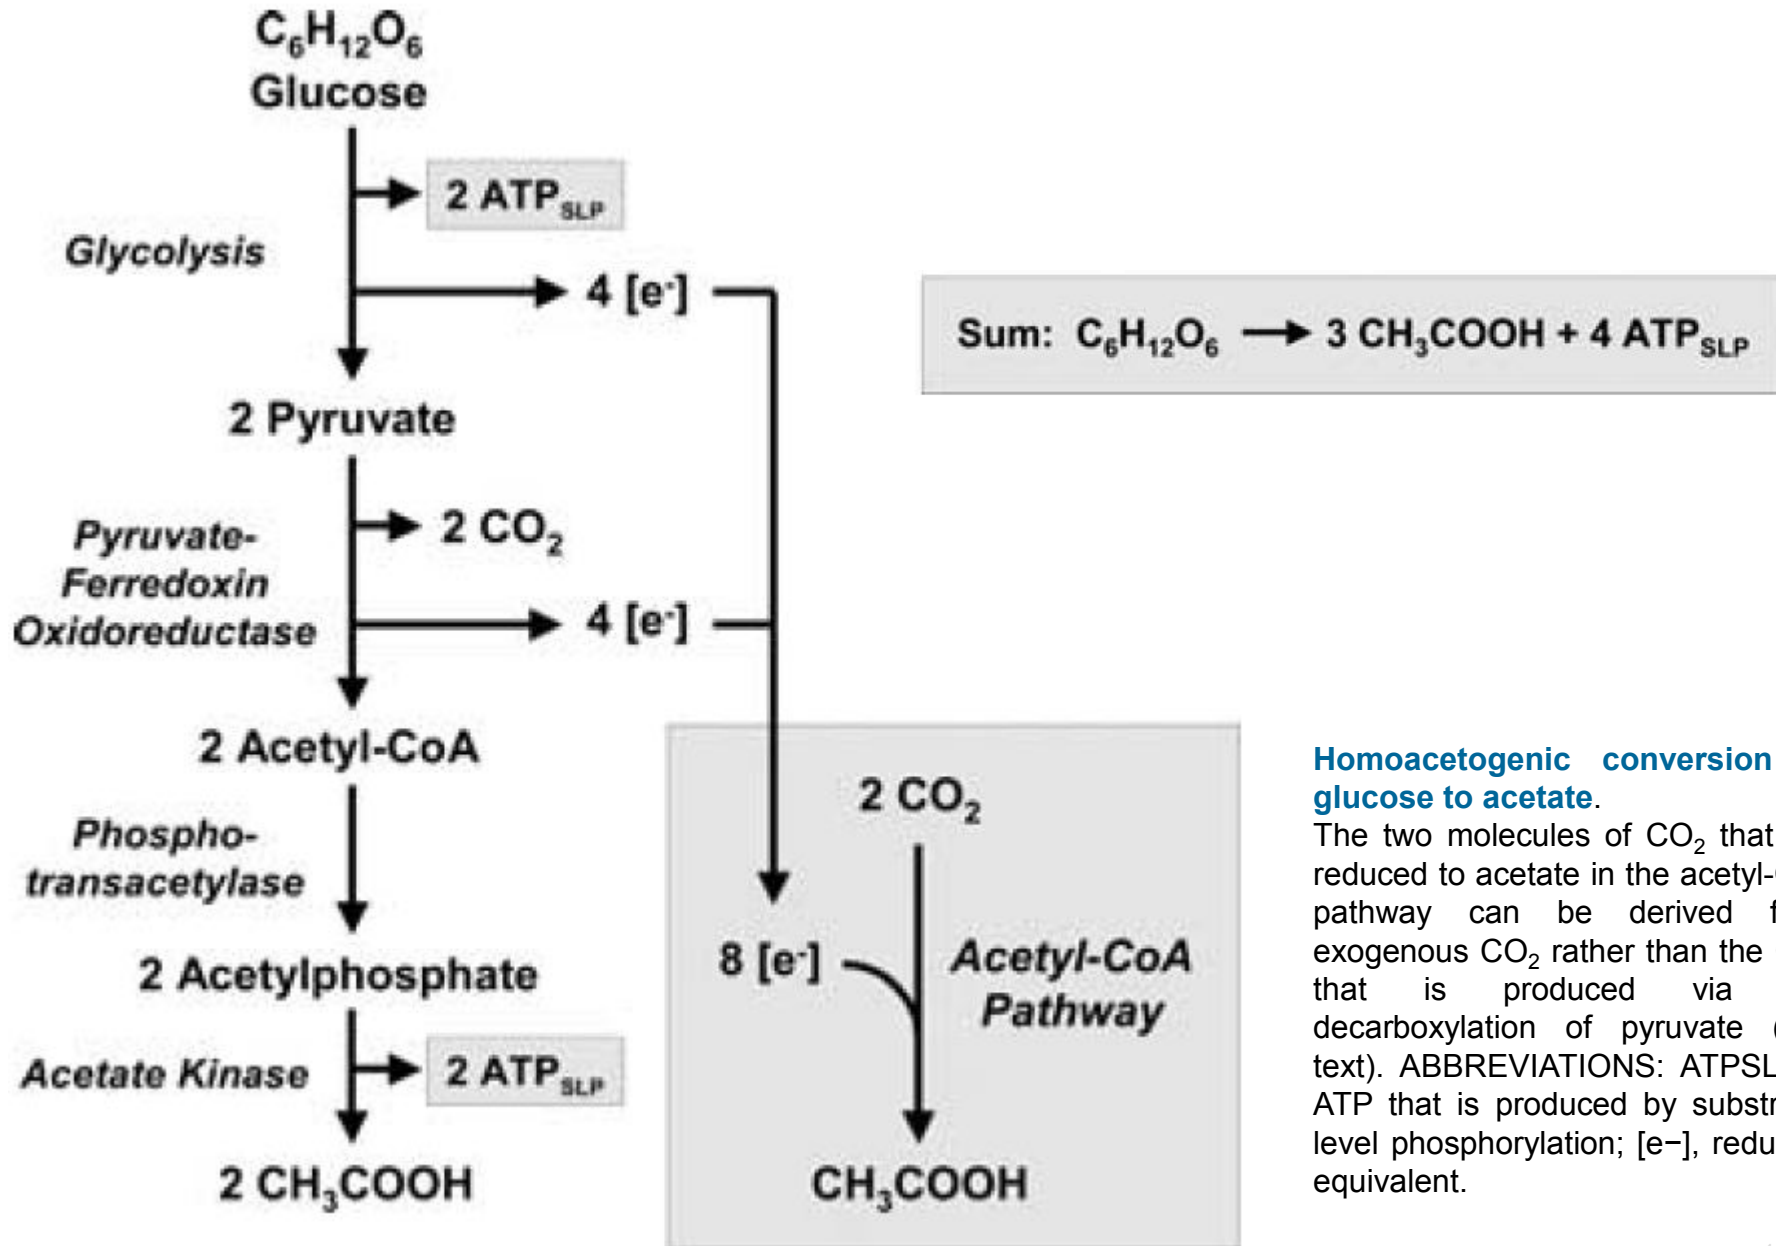 C₆H₁₂O₆
Glucose
2 ATP_SLP
Glycolysis
4 [e⁻]
Sum: C₆H₁₂O₆ → 3 CH₃COOH + 4 ATP_SLP
2 Pyruvate
2 CO₂
Pyruvate-
Ferredoxin
Oxidoreductase
4 [e⁻]
2 Acetyl-CoA
Phospho-
transacetylase
2 Acetylphosphate
Acetate Kinase
2 ATP_SLP
2 CH₃COOH
2 CO₂
8 [e⁻]
Acetyl-CoA
Pathway
CH₃COOH
Homoacetogenic conversion
glucose to acetate.
The two molecules of CO₂ that
reduced to acetate in the acetyl-
pathway can be derived
exogenous CO₂ rather than the
that is produced via
decarboxylation of pyruvate
text). ABBREVIATIONS: ATPSL
ATP that is produced by substr
level phosphorylation; [e−], redu
equivalent.